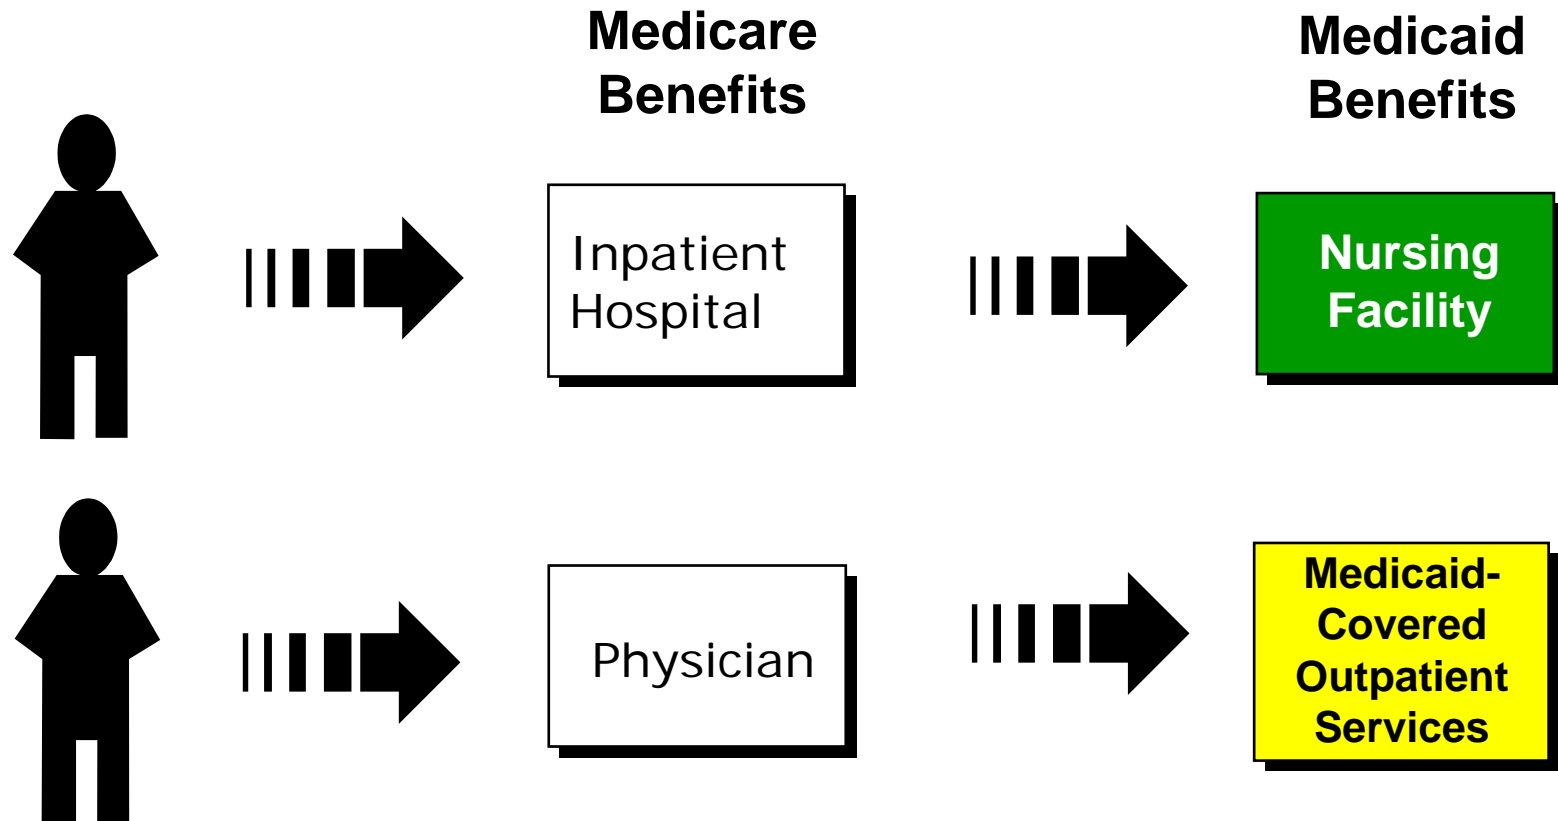 Medicare
Benefits
Medicaid
Benefits
Inpatient
Hospital
Nursing
Facility
Physician
Medicaid-
Covered
Outpatient
Services